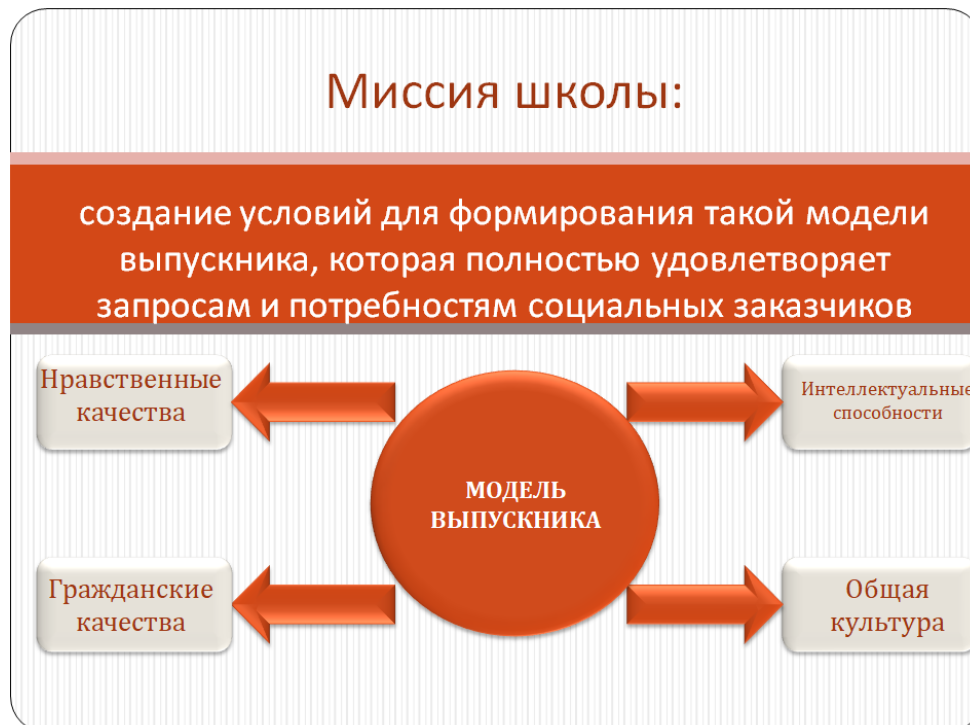 Миссия школы:
создание условий для формирования такой модели
выпускника, которая полностью удовлетворяет
запросам и потребностям социальных заказчиков
Нравственные
качества
Интеллектуальные
способности
МОДЕЛЬ
ВЫПУСКНИКА
Гражданские
качества
Общая
культура